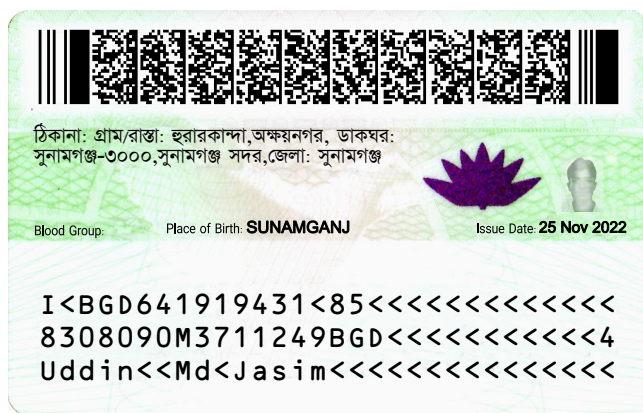 ঠিকানা: গ্রাম/রাস্তা: হুরারকান্দা,অক্ষয়নগর, ডাকঘর:
সুনামগঞ্জ-৩০০০,সুনামগঞ্জ সদর,জেলা: সুনামগঞ্জ
Blood Group: Place of Birth: SUNAMGANJ Issue Date: 25 Nov 2022
I<BGD641919431<85<<<<<<<<<<<<<
8308090M3711249BGD<<<<<<<<<<<4
Uddin<<Md<Jasim<<<<<<<<<<<<<<<